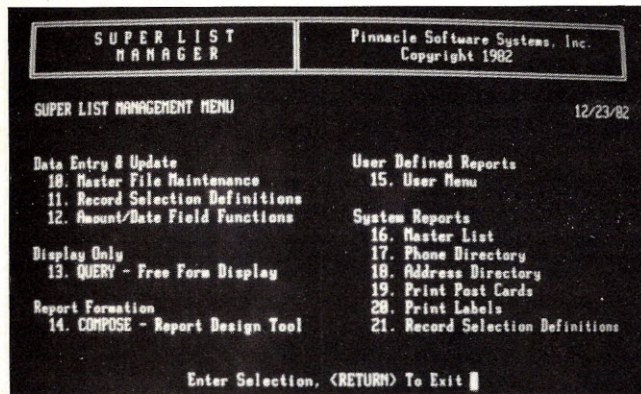 SUPER LIST
MANAGER
Pinnacle Software Systems, Inc.
Copyright 1982
SUPER LIST MANAGEMENT MENU
12/23/82
Data Entry & Update
10. Master File Maintenance
11. Record Selection Definitions
12. Amount/Date Field Functions
Display Only
13. QUERY - Free Form Display
Report Formation
14. COMPOSE - Report Design Tool
User Defined Reports
15. User Menu
System Reports
16. Master List
17. Phone Directory
18. Address Directory
19. Print Post Cards
20. Print Labels
21. Record Selection Definitions
Enter Selection, <RETURN> To Exit